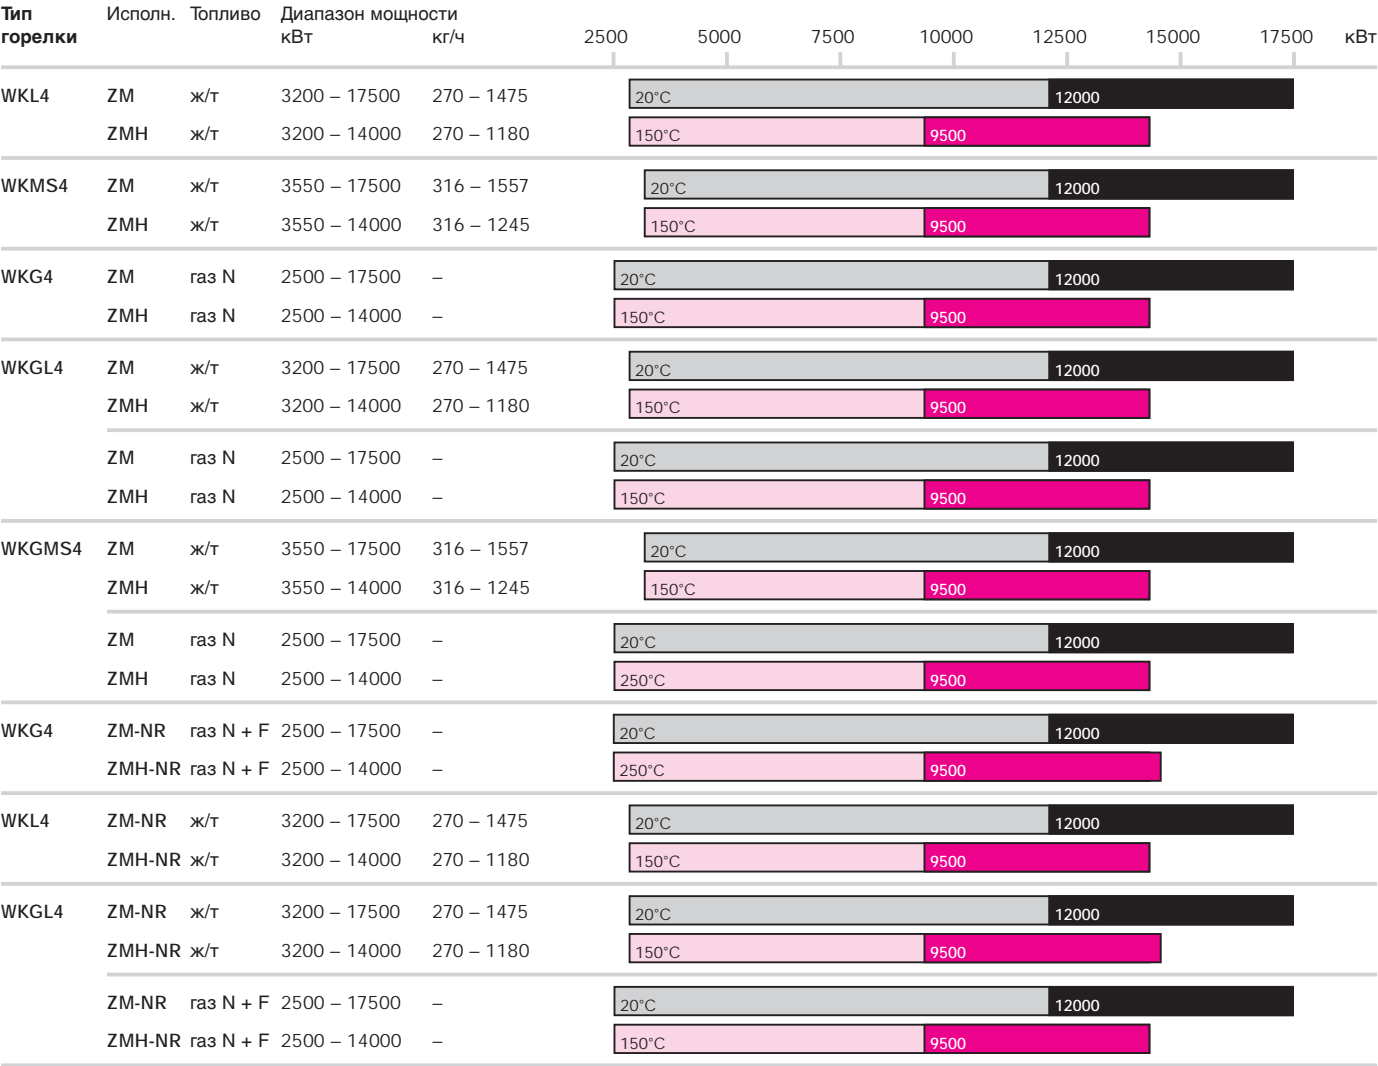 Тип Исполн. Топливо Диапазон мощности
горелки кВт кг/ч 2500 5000 7500 10000 12500 15000 17500 кВт
WKL4 ZM ж/т 3200 – 17500 270 – 1475 20°C 12000
ZMH ж/т 3200 – 14000 270 – 1180 150°C 9500
WKMS4 ZM ж/т 3550 – 17500 316 – 1557 20°C 12000
ZMH ж/т 3550 – 14000 316 – 1245 150°C 9500
WKG4 ZM газ N 2500 – 17500 – 20°C 12000
ZMH газ N 2500 – 14000 – 150°C 9500
WKGL4 ZM ж/т 3200 – 17500 270 – 1475 20°C 12000
ZMH ж/т 3200 – 14000 270 – 1180 150°C 9500
ZM газ N 2500 – 17500 – 20°C 12000
ZMH газ N 2500 – 14000 – 150°C 9500
WKGMS4 ZM ж/т 3550 – 17500 316 – 1557 20°C 12000
ZMH ж/т 3550 – 14000 316 – 1245 150°C 9500
ZM газ N 2500 – 17500 – 20°C 12000
ZMH газ N 2500 – 14000 – 250°C 9500
WKG4 ZM-NR газ N + F 2500 – 17500 – 20°C 12000
ZMH-NR газ N + F 2500 – 14000 – 250°C 9500
WKL4 ZM-NR ж/т 3200 – 17500 270 – 1475 20°C 12000
ZMH-NR ж/т 3200 – 14000 270 – 1180 150°C 9500
WKGL4 ZM-NR ж/т 3200 – 17500 270 – 1475 20°C 12000
ZMH-NR ж/т 3200 – 14000 270 – 1180 150°C 9500
ZM-NR газ N + F 2500 – 17500 – 20°C 12000
ZMH-NR газ N + F 2500 – 14000 – 150°C 9500